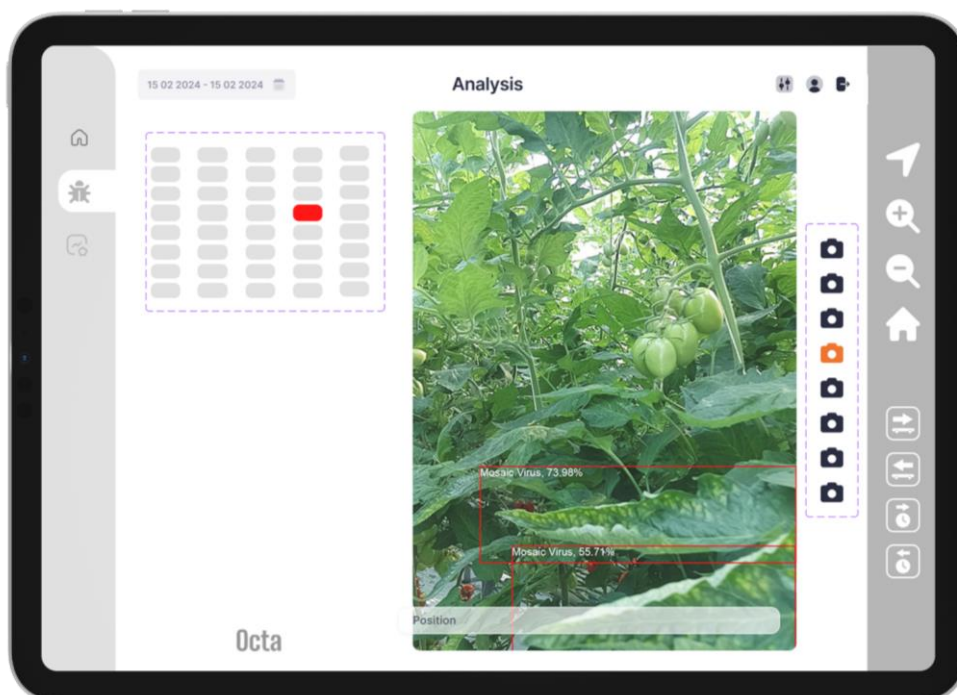 15 02 2024 - 15 02 2024
Analysis
Mosaic Virus, 73.98%
Mosaic Virus, 55.71%
Position
Octa